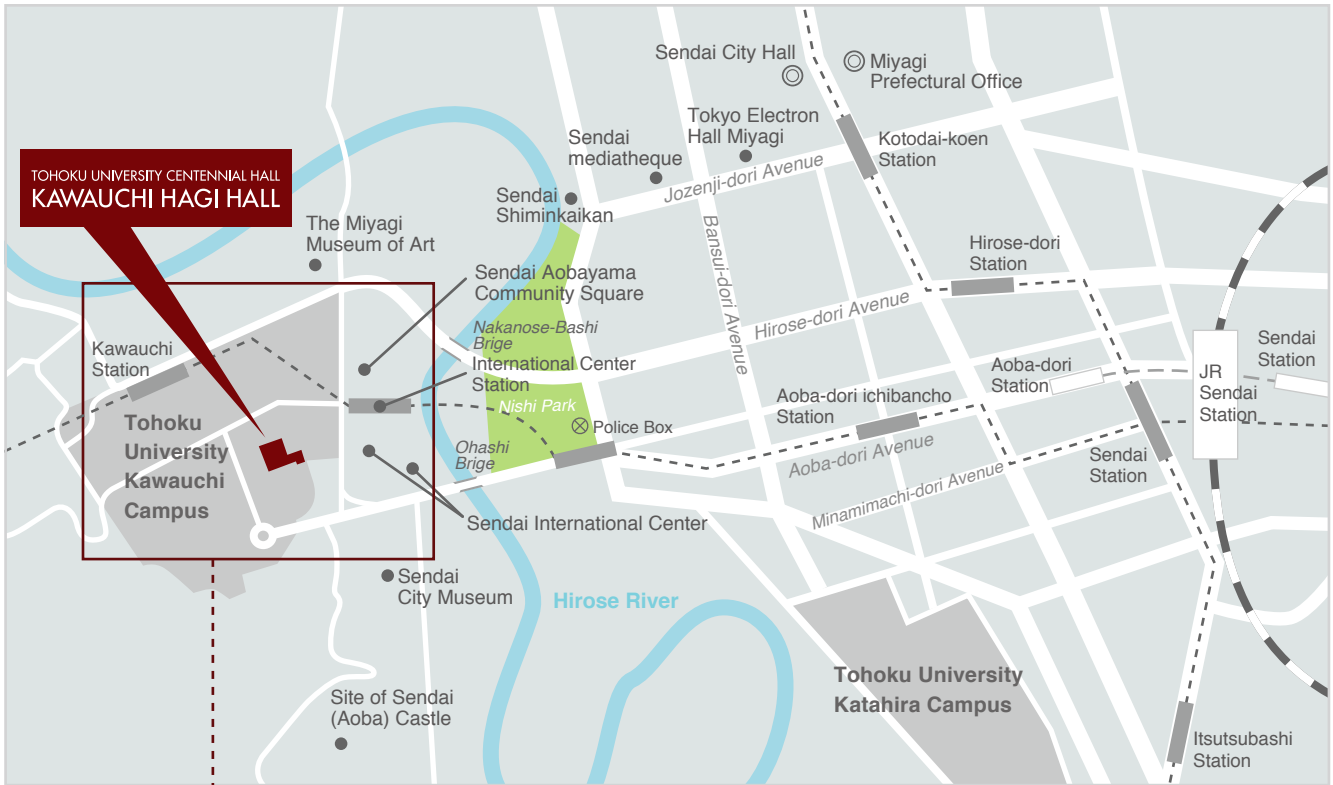 Sendai City Hall
Miyagi
Prefectural Office
Tokyo Electron
Hall Miyagi
Kotodai-koen
Station
Sendai
mediatheque
Jozenji-dori Avenue
TOHOKU UNIVERSITY CENTENNIAL HALL
KAWAUCHI HAGI HALL
Sendai
Shiminkaikan
The Miyagi
Museum of Art
Bansui-dori Avenue
Hirose-dori
Station
Sendai Aobayama
Community Square
Hirose-dori Avenue
Nakanose-Bashi
Brige
Kawauchi
Station
International Center
Station
Sendai
Station
Aoba-dori
Station
JR
Sendai
Station
Aoba-dori ichibancho
Station
Nishi Park
Police Box
Tohoku
University
Kawauchi
Campus
Ohashi
Brige
Aoba-dori Avenue
Sendai
Station
Minamimachi-dori Avenue
Sendai International Center
Sendai
City Museum
Hirose River
Tohoku University
Katahira Campus
Site of Sendai
(Aoba) Castle
Itsutsubashi
Station